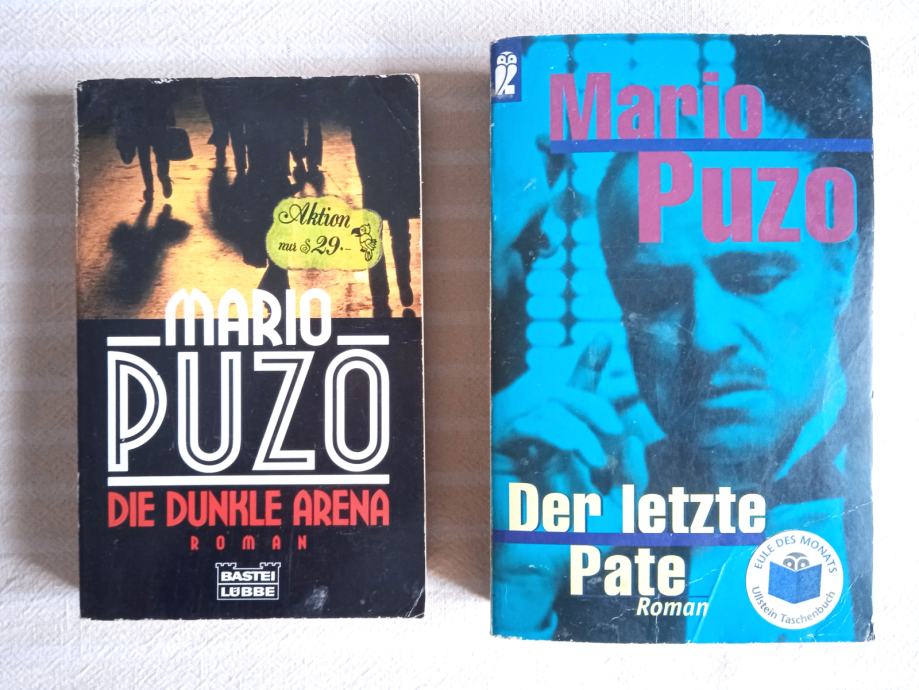 Aktion
nur S 29.-
MARIO
PUZO
DIE DUNKLE ARENA
ROMAN
BASTEI
LÜBBE
Mario
Puzo
Der letzte
Pate
Roman
EULE DES MONATS
Ullstein Taschenbuch